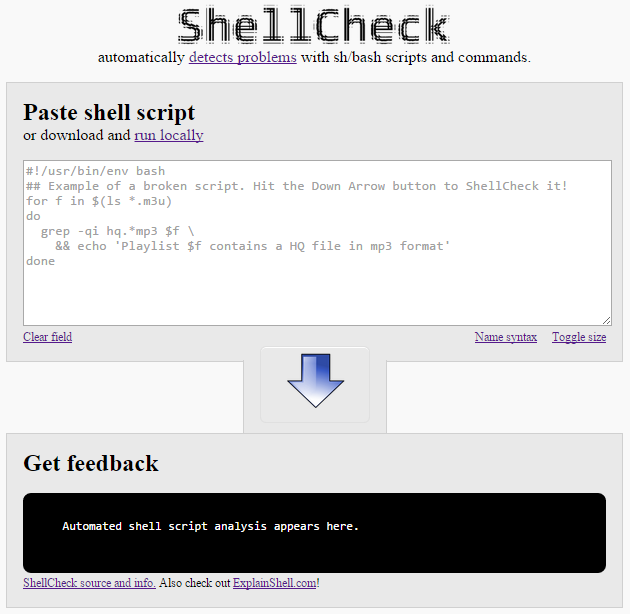 ShellCheck
automatically detects problems with sh/bash scripts and commands.
Paste shell script
or download and run locally
#!/usr/bin/env bash
## Example of a broken script. Hit the Down Arrow button to ShellCheck it!
for f in $(ls *.m3u)
do
  grep -qi hq.*mp3 $f \
    && echo 'Playlist $f contains a HQ file in mp3 format'
done
Clear field Name syntax Toggle size
Get feedback
Automated shell script analysis appears here.
ShellCheck source and info. Also check out ExplainShell.com!